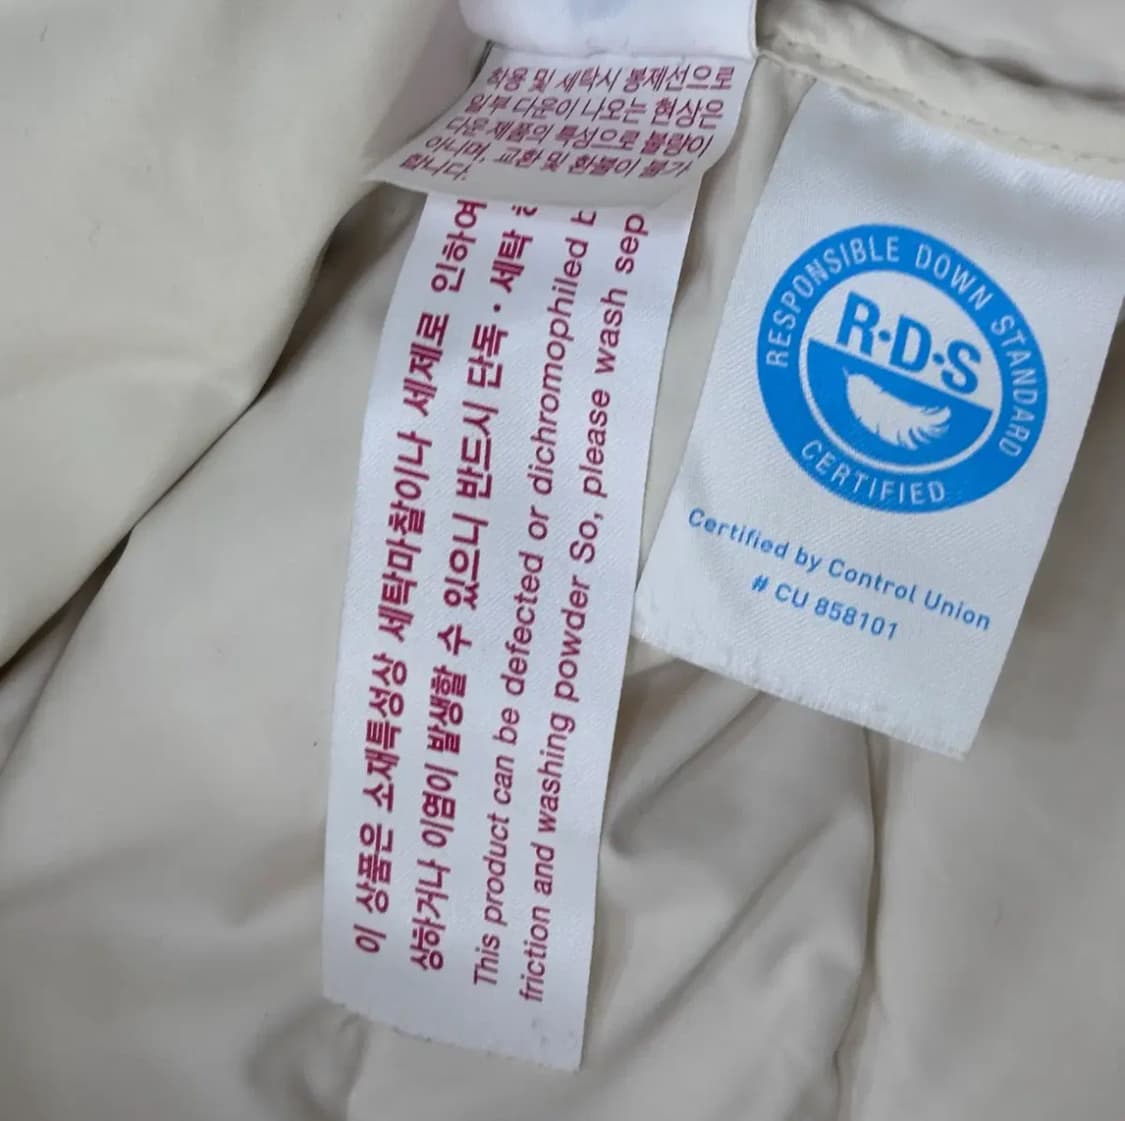 착용 및 세탁시 봉제선으로
일부 다운이 나오는 현상은
다운 제품의 특성으로 불량이
아니며, 교환 및 환불이 불가
합니다.
이 상품은 소재특성상 세탁마찰이나 세제로 인하여
상하거나 이염이 발생할 수 있으니 반드시 단독·세탁
This product can be defected or dichromophiled b
friction and washing powder So, please wash sep
RESPONSIBLE DOWN STANDARD
R·D·S
CERTIFIED
Certified by Control Union
# CU 858101